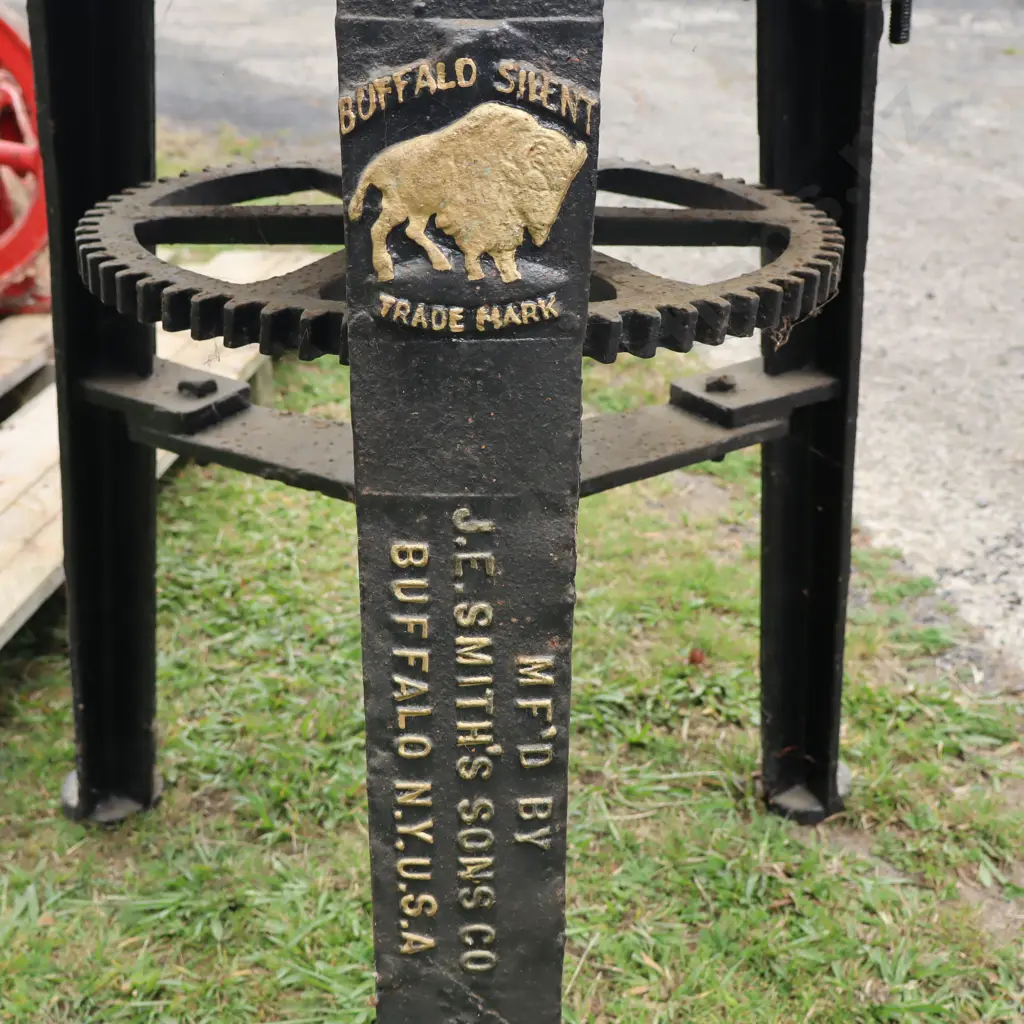 BUFFALO SILENT
TRADE MARK
MF'D BY
J.E. SMITH'S SONS CO
BUFFALO N.Y. U.S.A